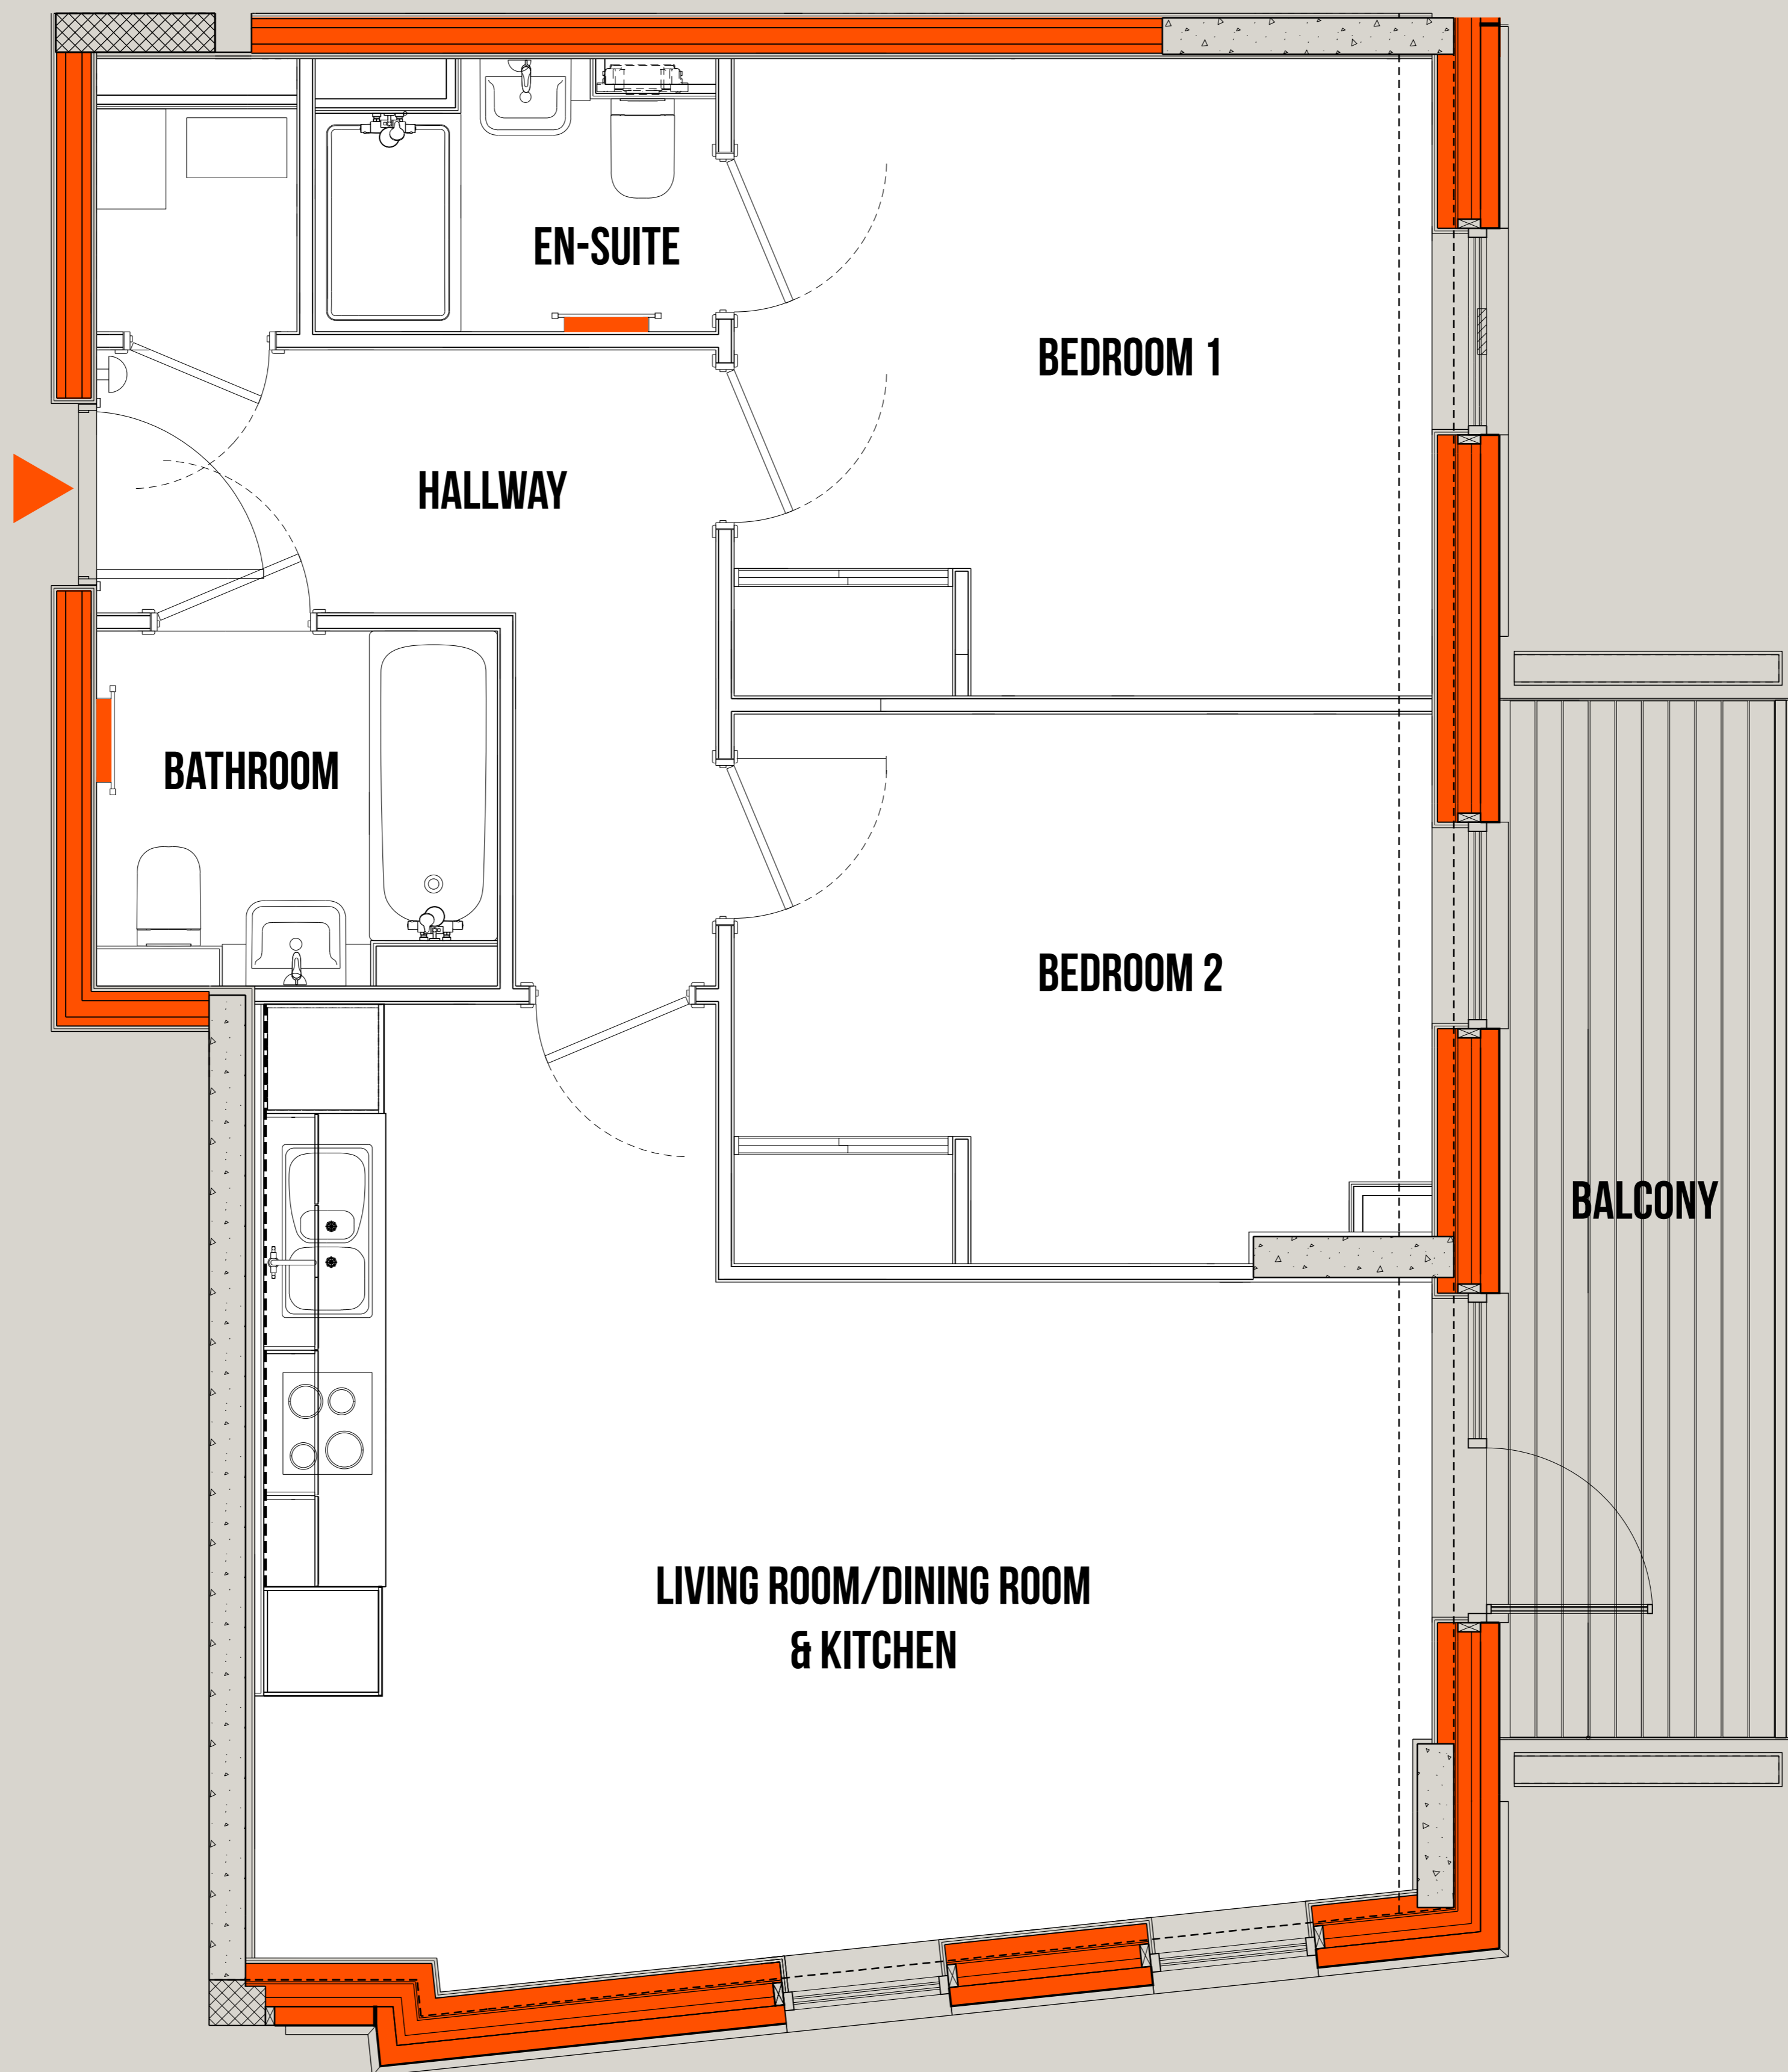 EN-SUITE
BEDROOM 1
HALLWAY
BATHROOM
BEDROOM 2
BALCONY
LIVING ROOM/DINING ROOM
& KITCHEN